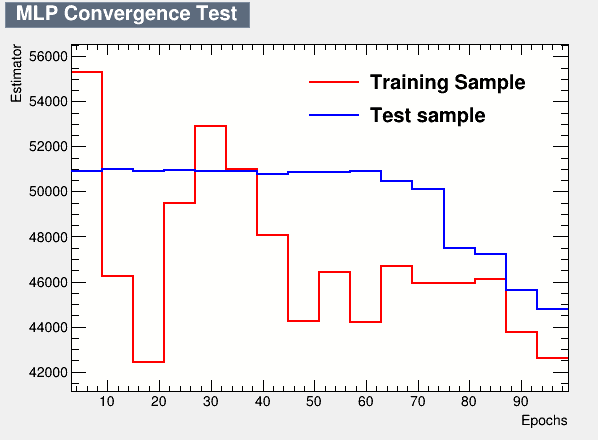 MLP Convergence Test
Estimator
56000
54000
52000
50000
48000
46000
44000
42000
Training Sample
Test sample
10 20 30 40 50 60 70 80 90
Epochs